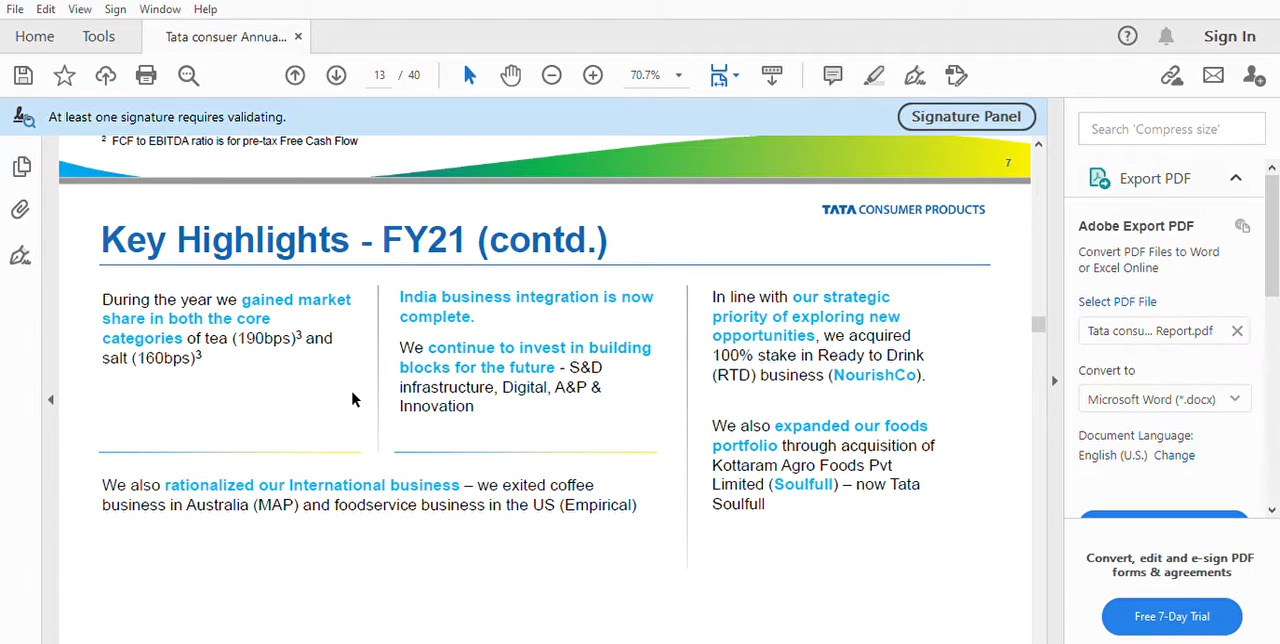 File Edit View Sign Window Help
Home Tools Tata consuer Annua... × Sign In
13 / 40 70.7%
At least one signature requires validating. Signature Panel
2 FCF to EBITDA ratio is for pre-tax Free Cash Flow
7
TATA CONSUMER PRODUCTS
Key Highlights - FY21 (contd.)
During the year we gained market
share in both the core
categories of tea (190bps)3 and
salt (160bps)3
India business integration is now
complete.
We continue to invest in building
blocks for the future - S&D
infrastructure, Digital, A&P &
Innovation
In line with our strategic
priority of exploring new
opportunities, we acquired
100% stake in Ready to Drink
(RTD) business (NourishCo).
We also expanded our foods
portfolio through acquisition of
Kottaram Agro Foods Pvt
Limited (Soulfull) – now Tata
Soulfull
We also rationalized our International business – we exited coffee
business in Australia (MAP) and foodservice business in the US (Empirical)
Search 'Compress size'
Export PDF
Adobe Export PDF
Convert PDF Files to Word
or Excel Online
Select PDF File
Tata consu... Report.pdf ×
Convert to
Microsoft Word (*.docx)
Document Language:
English (U.S.) Change
Convert, edit and e-sign PDF
forms & agreements
Free 7-Day Trial